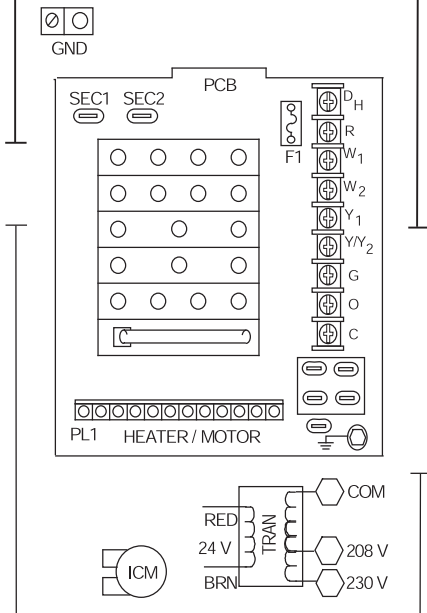 GND
PCB
SEC1 SEC2
F1
DH
R
W1
W2
Y1
Y/Y2
G
O
C
PL1 HEATER / MOTOR
COM
RED
24 V
TRAN
208 V
BRN
230 V
ICM